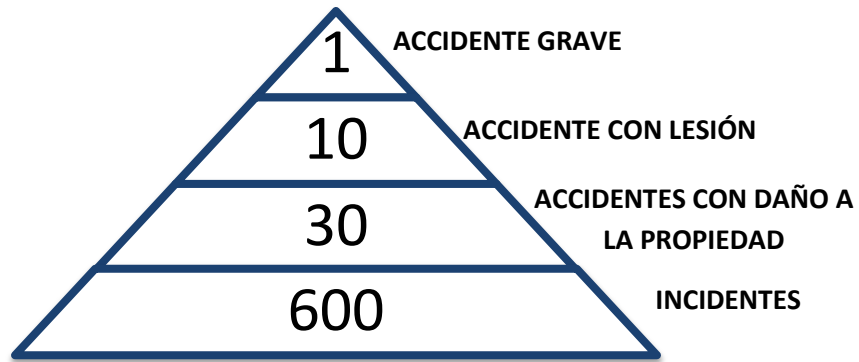 1
ACCIDENTE GRAVE
10
ACCIDENTE CON LESIÓN
30
ACCIDENTES CON DAÑO A
LA PROPIEDAD
600
INCIDENTES